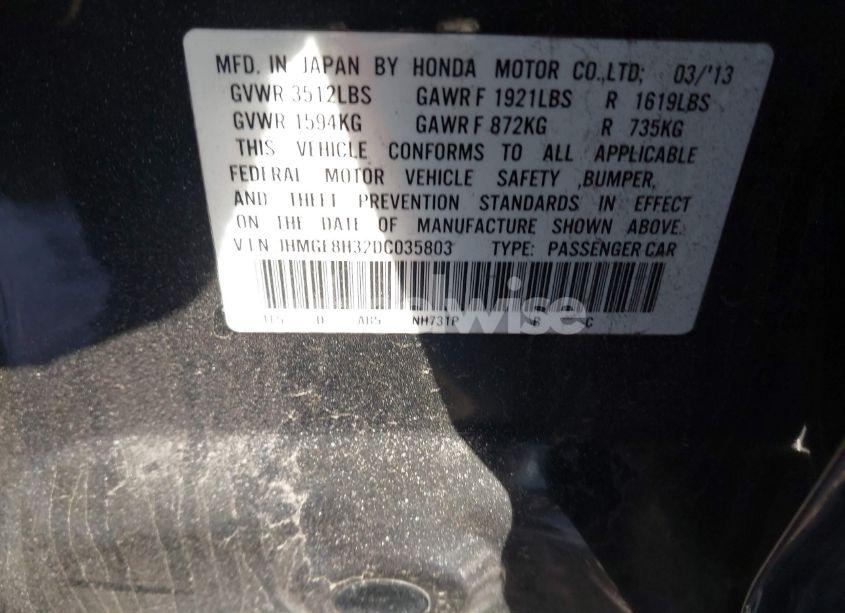 MFD. IN JAPAN BY HONDA MOTOR CO.,LTD; 03/'13
GVWR 3512LBS GAWR F 1921LBS R 1619LBS
GVWR 1594KG GAWR F 872KG R 735KG
THIS VEHICLE CONFORMS TO ALL APPLICABLE
FEDERAL MOTOR VEHICLE SAFETY ,BUMPER,
AND THEFT PREVENTION STANDARDS IN EFFECT
ON THE DATE OF MANUFACTURE SHOWN ABOVE.
VIN JHMGE8H32DC035803 TYPE: PASSENGER CAR
NH731P B C